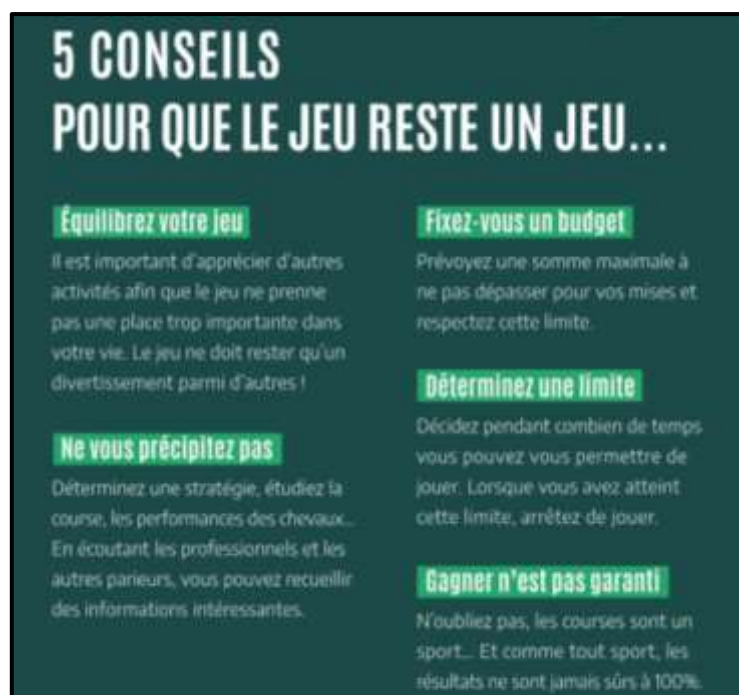 5 CONSEILS
POUR QUE LE JEU RESTE UN JEU...
Équilibrez votre jeu
Il est important d'apprécier d'autres
activités afin que le jeu ne prenne
pas une place trop importante dans
votre vie. Le jeu ne doit rester qu'un
divertissement parmi d'autres !
Ne vous précipitez pas
Déterminez une stratégie, étudiez la
course, les performances des chevaux...
En écoutant les professionnels et les
autres parieurs, vous pouvez recueillir
des informations intéressantes.
Fixez-vous un budget
Prévoyez une somme maximale à
ne pas dépasser pour vos mises et
respectez cette limite.
Déterminez une limite
Décidez pendant combien de temps
vous pouvez vous permettre de
jouer. Lorsque vous avez atteint
cette limite, arrêtez de jouer.
Gagner n'est pas garanti
N'oubliez pas, les courses sont un
sport... Et comme tout sport, les
résultats ne sont jamais sûrs à 100%.